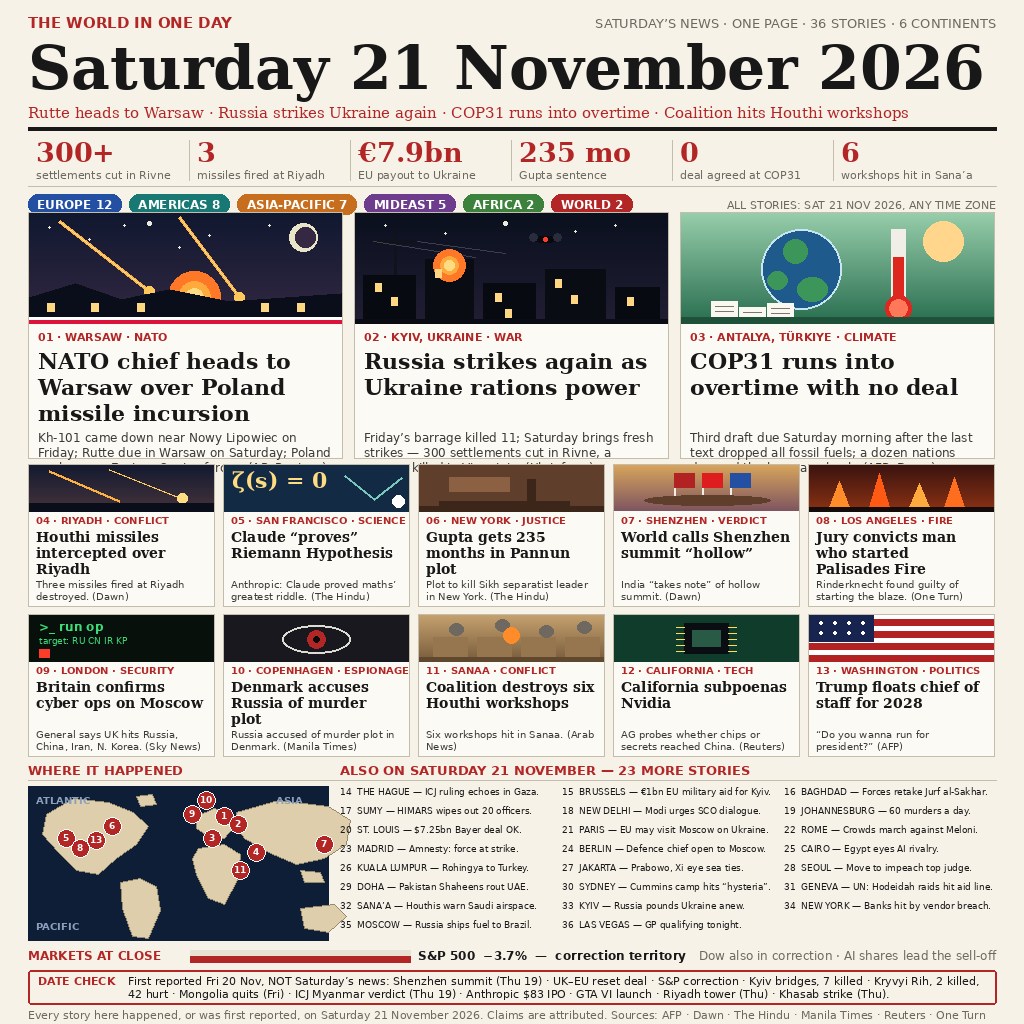 THE WORLD IN ONE DAY
SATURDAY'S NEWS · ONE PAGE · 36 STORIES · 6 CONTINENTS
Saturday 21 November 2026
Rutte heads to Warsaw · Russia strikes Ukraine again · COP31 runs into overtime · Coalition hits Houthi workshops
300+
settlements cut in Rivne
3
missiles fired at Riyadh
€7.9bn
EU payout to Ukraine
235 mo
Gupta sentence
0
deal agreed at COP31
6
workshops hit in Sana'a
EUROPE 12
AMERICAS 8
ASIA-PACIFIC 7
MIDEAST 5
AFRICA 2
WORLD 2
ALL STORIES: SAT 21 NOV 2026, ANY TIME ZONE
01 · WARSAW · NATO
NATO chief heads to
Warsaw over Poland
missile incursion
Kh-101 came down near Nowy Lipowiec on
Friday; Rutte due in Warsaw on Saturday; Poland
02 · KYIV, UKRAINE · WAR
Russia strikes again as
Ukraine rations power
Friday's barrage killed 11; Saturday brings fresh
strikes — 300 settlements cut in Rivne, a
03 · ANTALYA, TÜRKIYE · CLIMATE
COP31 runs into
overtime with no deal
Third draft due Saturday morning after the last
text dropped all fossil fuels; a dozen nations
04 · RIYADH · CONFLICT
Houthi missiles
intercepted over
Riyadh
Three missiles fired at Riyadh
destroyed. (Dawn)
ζ(s) = 0
05 · SAN FRANCISCO · SCIENCE
Claude “proves”
Riemann Hypothesis
Anthropic: Claude proved maths'
greatest riddle. (The Hindu)
06 · NEW YORK · JUSTICE
Gupta gets 235
months in Pannun
plot
Plot to kill Sikh separatist leader
in New York. (The Hindu)
07 · SHENZHEN · VERDICT
World calls Shenzhen
summit “hollow”
India “takes note” of hollow
summit. (Dawn)
08 · LOS ANGELES · FIRE
Jury convicts man
who started
Palisades Fire
Rinderknecht found guilty of
starting the blaze. (One Turn)
>_ run op
target: RU CN IR KP
09 · LONDON · SECURITY
Britain confirms
cyber ops on Moscow
General says UK hits Russia,
China, Iran, N. Korea. (Sky News)
10 · COPENHAGEN · ESPIONAGE
Denmark accuses
Russia of murder
plot
Russia accused of murder plot in
Denmark. (Manila Times)
11 · SANAA · CONFLICT
Coalition destroys six
Houthi workshops
Six workshops hit in Sanaa. (Arab
News)
12 · CALIFORNIA · TECH
California subpoenas
Nvidia
AG probes whether chips or
secrets reached China. (Reuters)
13 · WASHINGTON · POLITICS
Trump floats chief of
staff for 2028
“Do you wanna run for
president?” (AFP)
WHERE IT HAPPENED
ATLANTIC
ASIA
PACIFIC
10
9
1
2
6
5
8
13
3
4
7
11
ALSO ON SATURDAY 21 NOVEMBER — 23 MORE STORIES
14 THE HAGUE — ICJ ruling echoes in Gaza.
15 BRUSSELS — €1bn EU military aid for Kyiv.
16 BAGHDAD — Forces retake Jurf al-Sakhar.
17 SUMY — HIMARS wipes out 20 officers.
18 NEW DELHI — Modi urges SCO dialogue.
19 JOHANNESBURG — 60 murders a day.
20 ST. LOUIS — $7.25bn Bayer deal OK.
21 PARIS — EU may visit Moscow on Ukraine.
22 ROME — Crowds march against Meloni.
23 MADRID — Amnesty: force at strike.
24 BERLIN — Defence chief open to Moscow.
25 CAIRO — Egypt eyes AI rivalry.
26 KUALA LUMPUR — Rohingya to Turkey.
27 JAKARTA — Prabowo, Xi eye sea ties.
28 SEOUL — Move to impeach top judge.
29 DOHA — Pakistan Shaheens rout UAE.
30 SYDNEY — Cummins camp hits “hysteria”.
31 GENEVA — UN: Hodeidah raids hit aid line.
32 SANA'A — Houthis warn Saudi airspace.
33 KYIV — Russia pounds Ukraine anew.
34 NEW YORK — Banks hit by vendor breach.
35 MOSCOW — Russia ships fuel to Brazil.
36 LAS VEGAS — GP qualifying tonight.
MARKETS AT CLOSE
S&P 500 −3.7% — correction territory
Dow also in correction · AI shares lead the sell-off
DATE CHECK
First reported Fri 20 Nov, NOT Saturday's news: Shenzhen summit (Thu 19) · UK–EU reset deal · S&P correction · Kyiv bridges, 7 killed · Kryvyi Rih, 2 killed,
42 hurt · Mongolia quits (Fri) · ICJ Myanmar verdict (Thu 19) · Anthropic $83 IPO · GTA VI launch · Riyadh tower (Thu) · Khasab strike (Thu).
Every story here happened, or was first reported, on Saturday 21 November 2026. Claims are attributed. Sources: AFP · Dawn · The Hindu · Manila Times · Reuters · One Turn